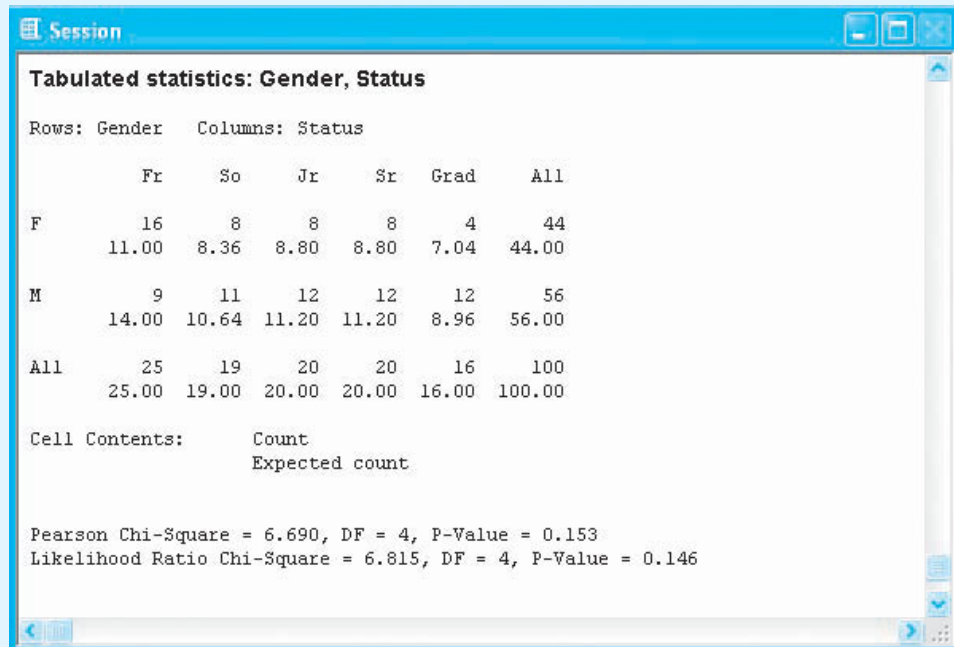 Session
Tabulated statistics: Gender, Status
Rows: Gender Columns: Status
Fr So Jr Sr Grad All
F 16 8 8 8 4 44
11.00 8.36 8.80 8.80 7.04 44.00
M 9 11 12 12 12 56
14.00 10.64 11.20 11.20 8.96 56.00
All 25 19 20 20 16 100
25.00 19.00 20.00 20.00 16.00 100.00
Cell Contents: Count
Expected count
Pearson Chi-Square = 6.690, DF = 4, P-Value = 0.153
Likelihood Ratio Chi-Square = 6.815, DF = 4, P-Value = 0.146